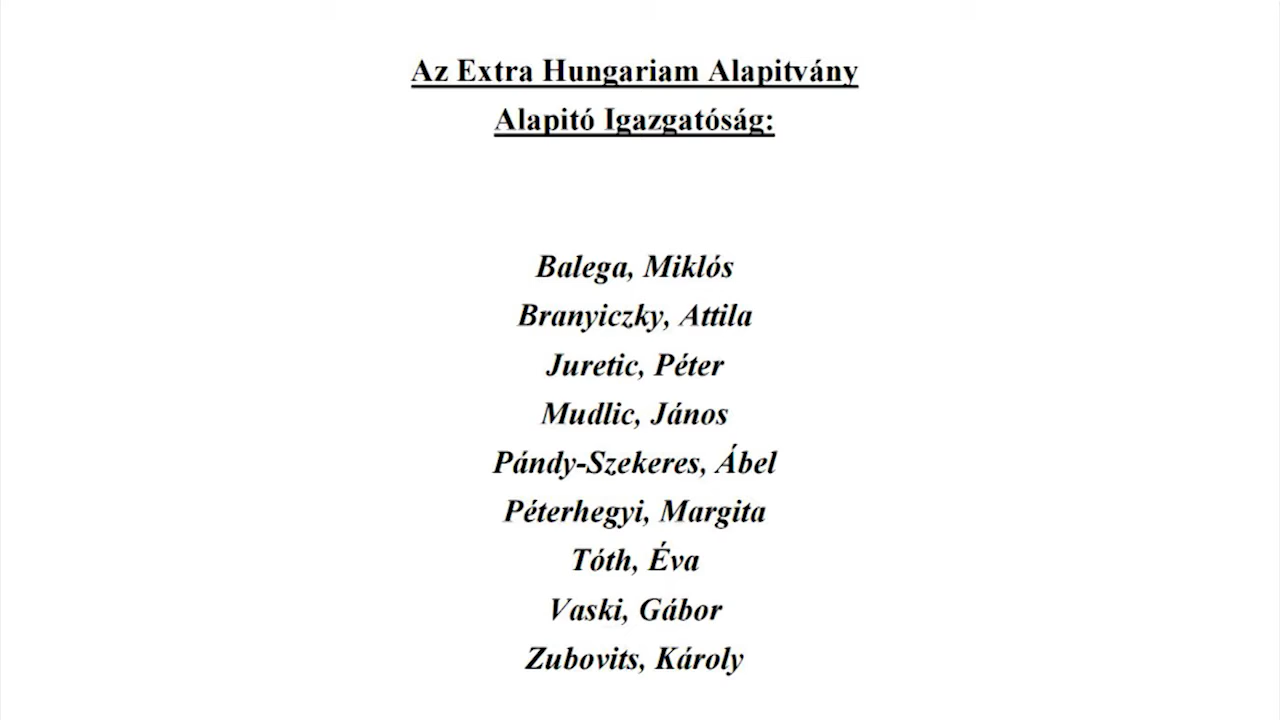 Az Extra Hungariam Alapitvány
Alapitó Igazgatóság:
Balega, Miklós
Branyiczky, Attila
Juretic, Péter
Mudlic, János
Pándy-Szekeres, Ábel
Péterhegyi, Margita
Tóth, Éva
Vaski, Gábor
Zubovits, Károly